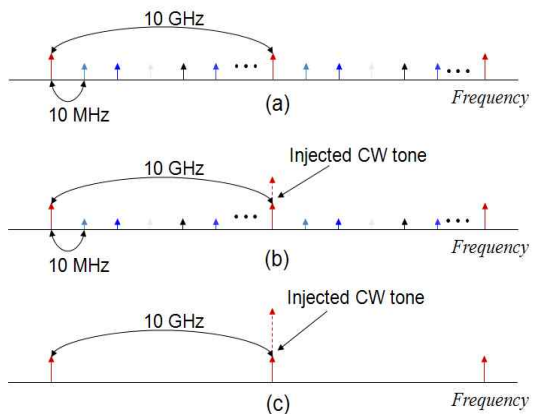 10 GHz
10 MHz
(a)
Frequency
Injected CW tone
10 GHz
10 MHz
(b)
Frequency
Injected CW tone
10 GHz
(c)
Frequency